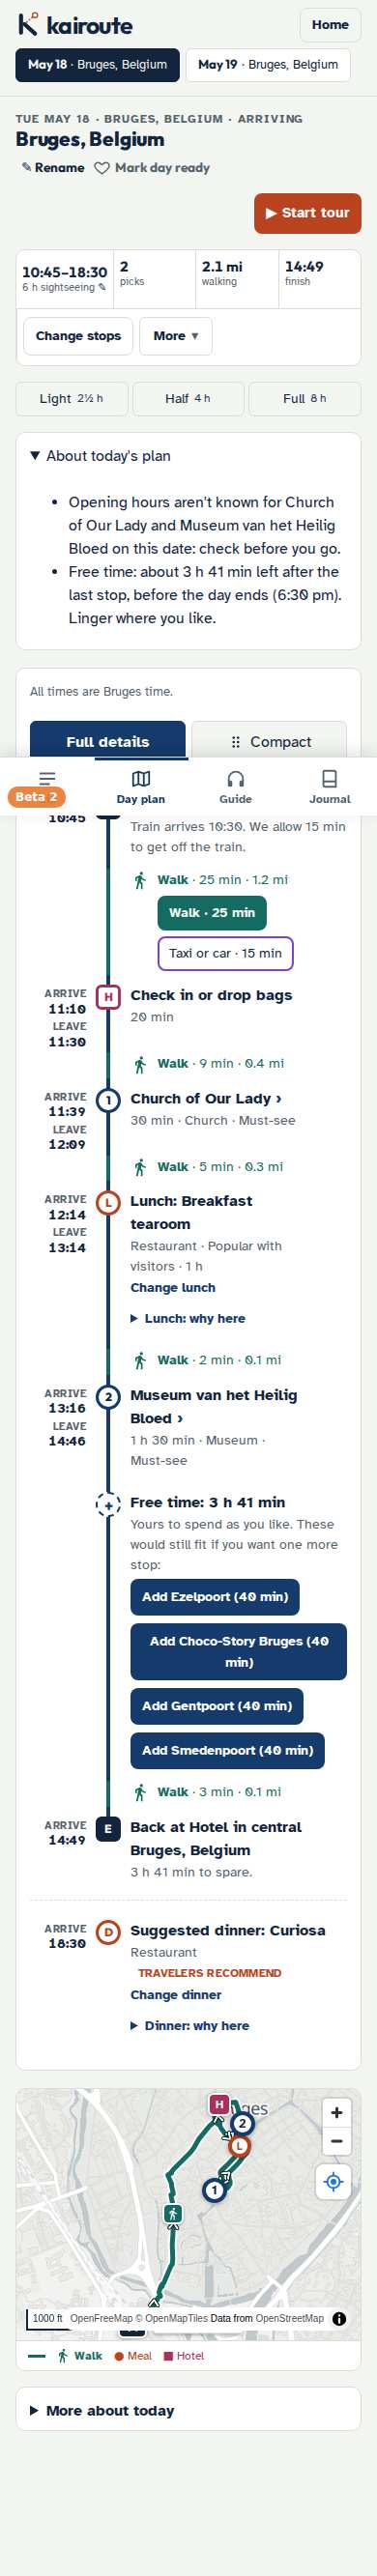 kairoute
Home
May 18 · Bruges, Belgium
May 19 · Bruges, Belgium
TUE MAY 18 · BRUGES, BELGIUM · ARRIVING
Bruges, Belgium
✎ Rename
Mark day ready
▶ Start tour
10:45–18:30
6 h sightseeing ✎
2
picks
2.1 mi
walking
14:49
finish
Change stops
More ▾
Light 2½ h
Half 4 h
Full 8 h
▼ About today's plan
• Opening hours aren't known for Church
of Our Lady and Museum van het Heilig
Bloed on this date: check before you go.
• Free time: about 3 h 41 min left after the
last stop, before the day ends (6:30 pm).
Linger where you like.
All times are Bruges time.
Full details
Compact
Beta 2
Day plan
Guide
Journal
10:45
Train arrives 10:30. We allow 15 min
to get off the train.
Walk · 25 min · 1.2 mi
Walk · 25 min
Taxi or car · 15 min
ARRIVE
11:10
LEAVE
11:30
H
Check in or drop bags
20 min
Walk · 9 min · 0.4 mi
ARRIVE
11:39
LEAVE
12:09
1
Church of Our Lady ›
30 min · Church · Must-see
Walk · 5 min · 0.3 mi
ARRIVE
12:14
LEAVE
13:14
L
Lunch: Breakfast
tearoom
Restaurant · Popular with
visitors · 1 h
Change lunch
▶ Lunch: why here
Walk · 2 min · 0.1 mi
ARRIVE
13:16
LEAVE
14:46
2
Museum van het Heilig
Bloed ›
1 h 30 min · Museum ·
Must-see
+
Free time: 3 h 41 min
Yours to spend as you like. These
would still fit if you want one more
stop:
Add Ezelpoort (40 min)
Add Choco-Story Bruges (40
min)
Add Gentpoort (40 min)
Add Smedenpoort (40 min)
Walk · 3 min · 0.1 mi
ARRIVE
14:49
E
Back at Hotel in central
Bruges, Belgium
3 h 41 min to spare.
ARRIVE
18:30
D
Suggested dinner: Curiosa
Restaurant
TRAVELERS RECOMMEND
Change dinner
▶ Dinner: why here
H
2
L
1
+
−
1000 ft
OpenFreeMap © OpenMapTiles Data from OpenStreetMap
Walk
Meal
Hotel
▶ More about today